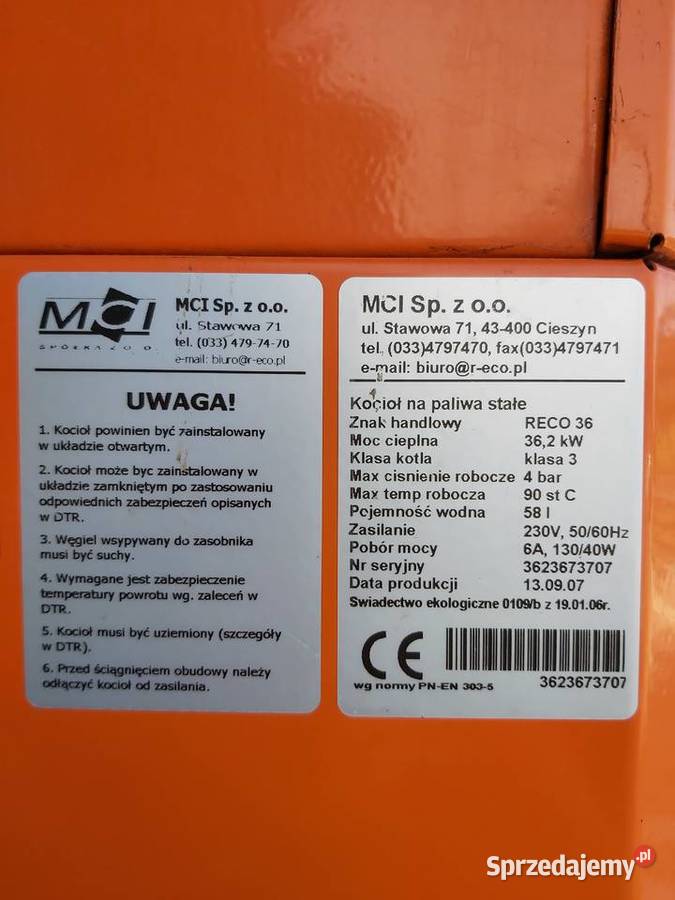 MCI
SPÓŁKA Z O. O.
MCI Sp. z o.o.
ul. Stawowa 71
tel. (033) 479-74-70
e-mail: biuro@r-eco.pl
UWAGA!
1. Kocioł powinien być zainstalowany
w układzie otwartym.
2. Kocioł może byc zainstalowany w
układzie zamkniętym po zastosowaniu
odpowiednich zabezpieczeń opisanych
w DTR.
3. Węgiel wsypywany do zasobnika
musi być suchy.
4. Wymagane jest zabezpieczenie
temperatury powrotu wg. zaleceń w
DTR.
5. Kocioł musi być uziemiony (szczegóły
w DTR).
6. Przed ściągnięciem obudowy należy
odłączyć kocioł od zasilania.
MCI Sp. z o.o.
ul. Stawowa 71, 43-400 Cieszyn
tel. (033)4797470, fax(033)4797471
e-mail: biuro@r-eco.pl
Kocioł na paliwa stałe
Znak handlowy RECO 36
Moc cieplna 36,2 kW
Klasa kotla klasa 3
Max cisnienie robocze 4 bar
Max temp robocza 90 st C
Pojemność wodna 58 l
Zasilanie 230V, 50/60Hz
Pobór mocy 6A, 130/40W
Nr seryjny 3623673707
Data produkcji 13.09.07
Swiadectwo ekologiczne 0109/b z 19.01.06r.
CE
wg normy PN-EN 303-5
3623673707
Sprzedajemy.pl